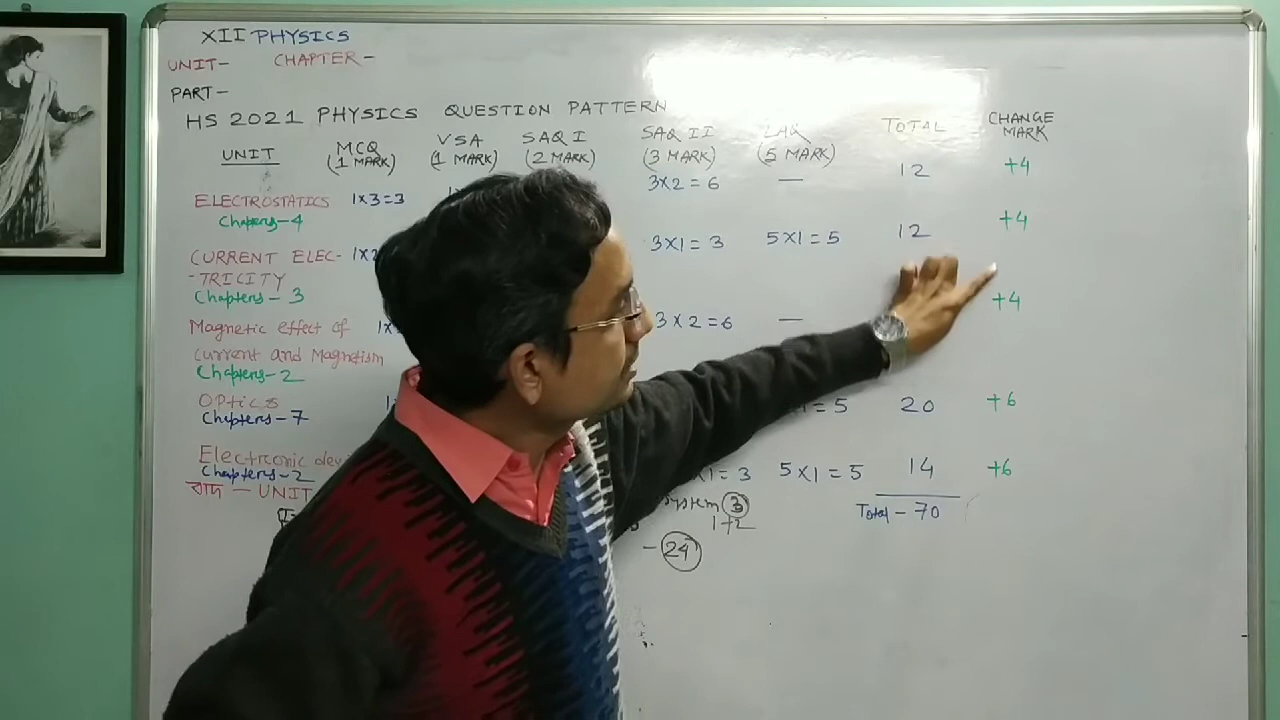 XII PHYSICS
UNIT- CHAPTER-
PART-
HS 2021 PHYSICS QUESTION PATTERN
UNIT MCQ (1 MARK) VSA (1 MARK) SAQ I (2 MARK) SAQ II (3 MARK) LAQ (5 MARK) TOTAL CHANGE MARK
ELECTROSTATICS 1x3=3 3x2=6 — 12 +4
Chapters-4
CURRENT ELEC- 3x1=3 5x1=5 12 +4
-TRICITY
Chapters-3
Magnetic effect of 3x2=6 — +4
Current and Magnetism
Chapters-2
Optics =5 20 +6
Chapters-7
Electronic x1=3 5x1=5 14 +6
Chapters-2
বাদ - UNIT 3 Total-70
1+2
- 24